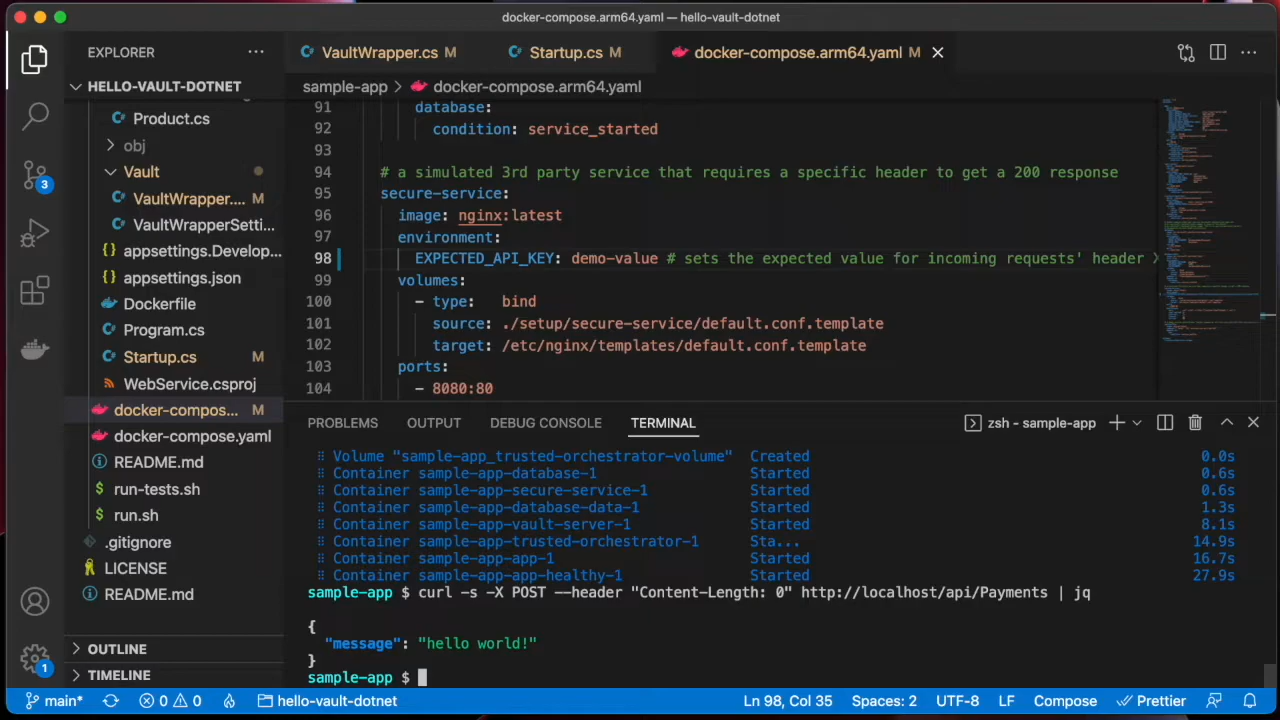 docker-compose.arm64.yaml — hello-vault-dotnet
EXPLORER
VaultWrapper.cs M
Startup.cs M
docker-compose.arm64.yaml M
HELLO-VAULT-DOTNET
sample-app > docker-compose.arm64.yaml
Product.cs
obj
Vault
VaultWrapper.... M
VaultWrapperSetti...
appsettings.Develop...
appsettings.json
Dockerfile
Program.cs
Startup.cs M
WebService.csproj
docker-compos... M
docker-compose.yaml
README.md
run-tests.sh
run.sh
.gitignore
LICENSE
README.md
OUTLINE
TIMELINE
3
1
91 database:
92 condition: service_started
93
94 # a simulated 3rd party service that requires a specific header to get a 200 response
95 secure-service:
96 image: nginx:latest
97 environment:
98 EXPECTED_API_KEY: demo-value # sets the expected value for incoming requests' header X
99 volumes:
100 - type: bind
101 source: ./setup/secure-service/default.conf.template
102 target: /etc/nginx/templates/default.conf.template
103 ports:
104 - 8080:80
PROBLEMS OUTPUT DEBUG CONSOLE TERMINAL zsh - sample-app
Volume "sample-app_trusted-orchestrator-volume" Created 0.0s
Container sample-app-database-1 Started 0.6s
Container sample-app-secure-service-1 Started 0.6s
Container sample-app-database-data-1 Started 1.3s
Container sample-app-vault-server-1 Started 8.1s
Container sample-app-trusted-orchestrator-1 Sta... 14.9s
Container sample-app-app-1 Started 16.7s
Container sample-app-app-healthy-1 Started 27.9s
sample-app $ curl -s -X POST --header "Content-Length: 0" http://localhost/api/Payments | jq
{
"message": "hello world!"
}
sample-app $
main* 0 0 hello-vault-dotnet Ln 98, Col 35 Spaces: 2 UTF-8 LF Compose Prettier